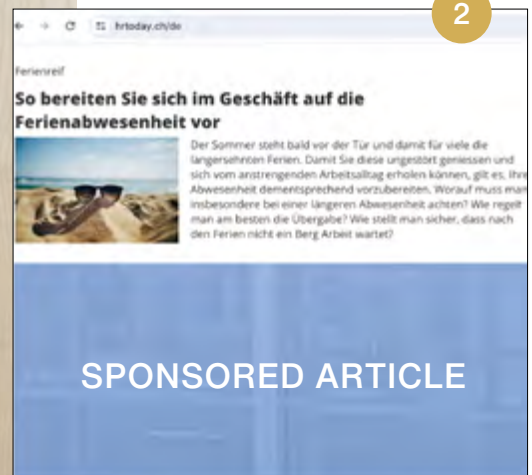 2
hrtoday.ch/de
Ferienreif
So bereiten Sie sich im Geschäft auf die
Ferienabwesenheit vor
Der Sommer steht bald vor der Tür und damit für viele die
langersehnten Ferien. Damit Sie diese ungestört geniessen und
sich vom anstrengenden Arbeitsalltag erholen können, gilt es, Ihre
Abwesenheit dementsprechend vorzubereiten. Worauf muss man
insbesondere bei einer längeren Abwesenheit achten? Wie regelt
man am besten die Übergabe? Wie stellt man sicher, dass nach
den Ferien nicht ein Berg Arbeit wartet?
SPONSORED ARTICLE